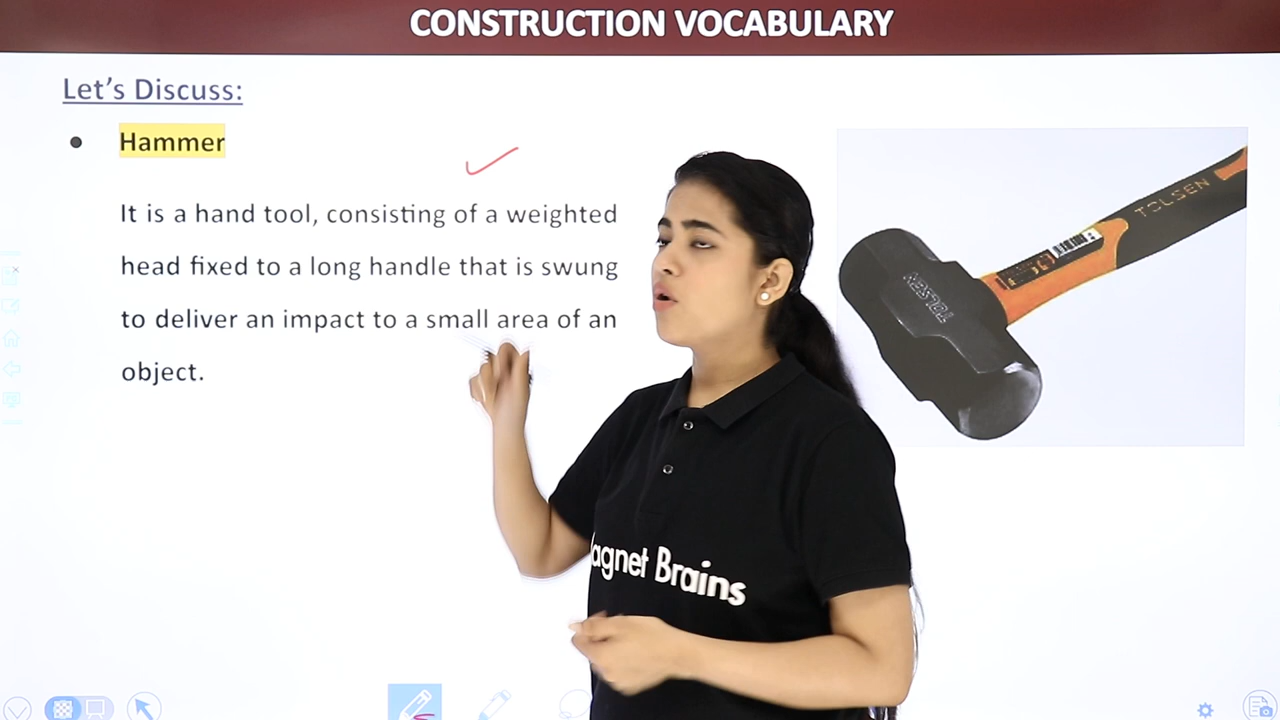 CONSTRUCTION VOCABULARY
Let's Discuss:
• Hammer
It is a hand tool, consisting of a weighted
head fixed to a long handle that is swung
to deliver an impact to a small area of an
object.
TOLSEN
TOLSEN
agnet Brains